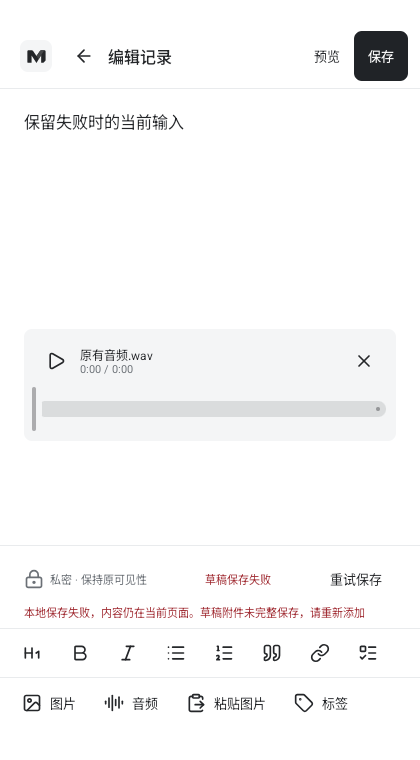 编辑记录
预览
保存
保留失败时的当前输入
原有音频.wav
0:00 / 0:00
私密 · 保持原可见性
草稿保存失败
重试保存
本地保存失败，内容仍在当前页面。草稿附件未完整保存，请重新添加
H1
B
I
图片
音频
粘贴图片
标签